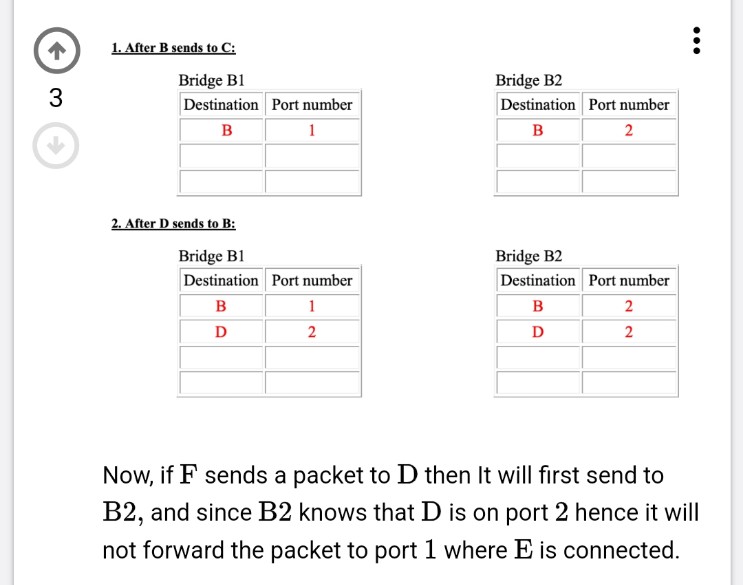 1. After B sends to C:
Bridge B1 Bridge B2
Destination Port number Destination Port number
B 1 B 2
3
2. After D sends to B:
Bridge B1 Bridge B2
Destination Port number Destination Port number
B 1 B 2
D 2 D 2
Now, if F sends a packet to D then It will first send to
B2, and since B2 knows that D is on port 2 hence it will
not forward the packet to port 1 where E is connected.